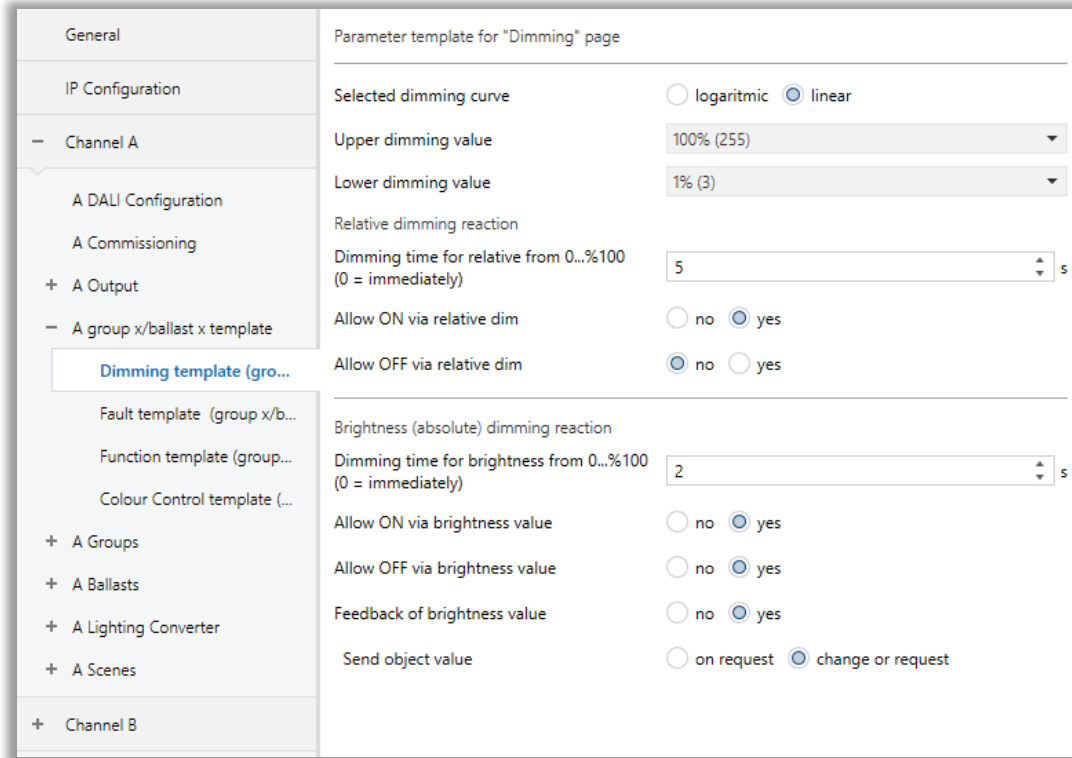 General
IP Configuration
− Channel A
A DALI Configuration
A Commissioning
+ A Output
− A group x/ballast x template
Dimming template (gro...
Fault template (group x/b...
Function template (group...
Colour Control template (...
+ A Groups
+ A Ballasts
+ A Lighting Converter
+ A Scenes
+ Channel B
Parameter template for "Dimming" page
Selected dimming curve logaritmic linear
Upper dimming value 100% (255)
Lower dimming value 1% (3)
Relative dimming reaction
Dimming time for relative from 0...%100
(0 = immediately) 5 s
Allow ON via relative dim no yes
Allow OFF via relative dim no yes
Brightness (absolute) dimming reaction
Dimming time for brightness from 0...%100
(0 = immediately) 2 s
Allow ON via brightness value no yes
Allow OFF via brightness value no yes
Feedback of brightness value no yes
Send object value on request change or request